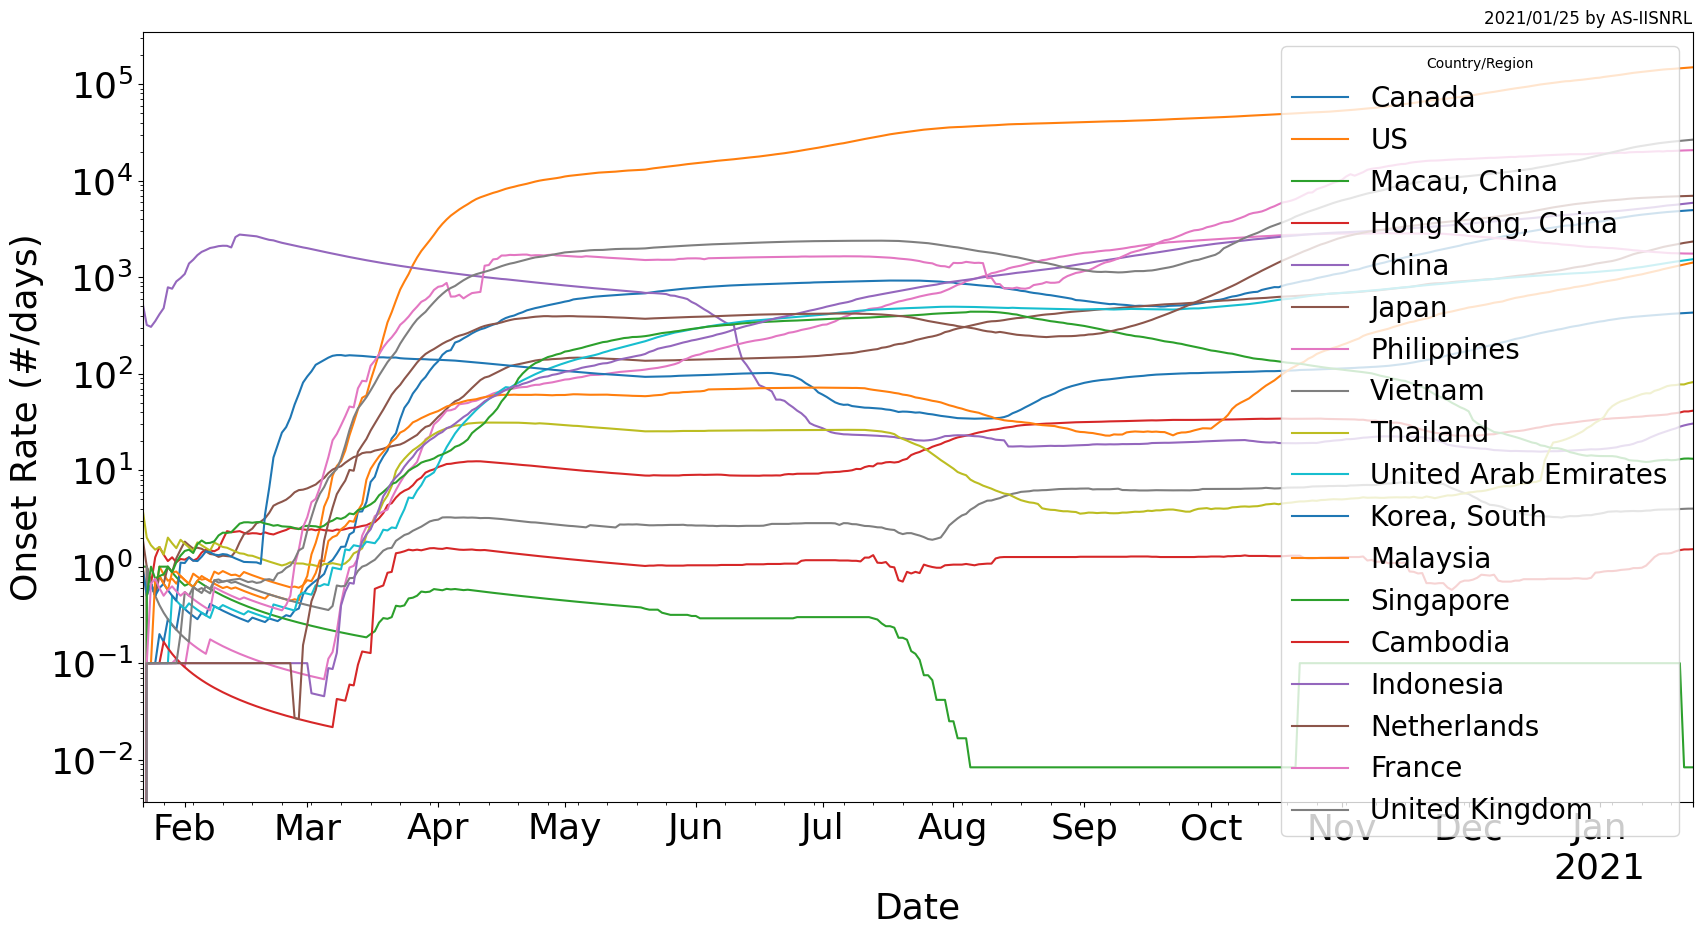 2021/01/25 by AS-IISNRL
Onset Rate (#/days)
10^5
10^4
10^3
10^2
10^1
10^0
10^−1
10^−2
Country/Region
Canada
US
Macau, China
Hong Kong, China
China
Japan
Philippines
Vietnam
Thailand
United Arab Emirates
Korea, South
Malaysia
Singapore
Cambodia
Indonesia
Netherlands
France
United Kingdom
Feb Mar Apr May Jun Jul Aug Sep Oct Nov Dec Jan
2021
Date